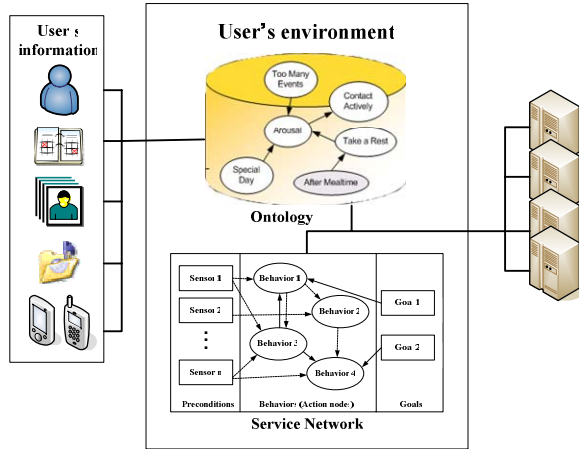 User's
information
User's environment
Too Many
Events
Contact
Actively
Arousal
Take a Rest
Special
Day
After Mealtime
Ontology
Sensor 1
Behavior 1
Goal 1
Sensor 2
Behavior 2
Behavior 3
Goal 2
Sensor n
Behavior 4
Preconditions
Behaviors (Action nodes)
Goals
Service Network